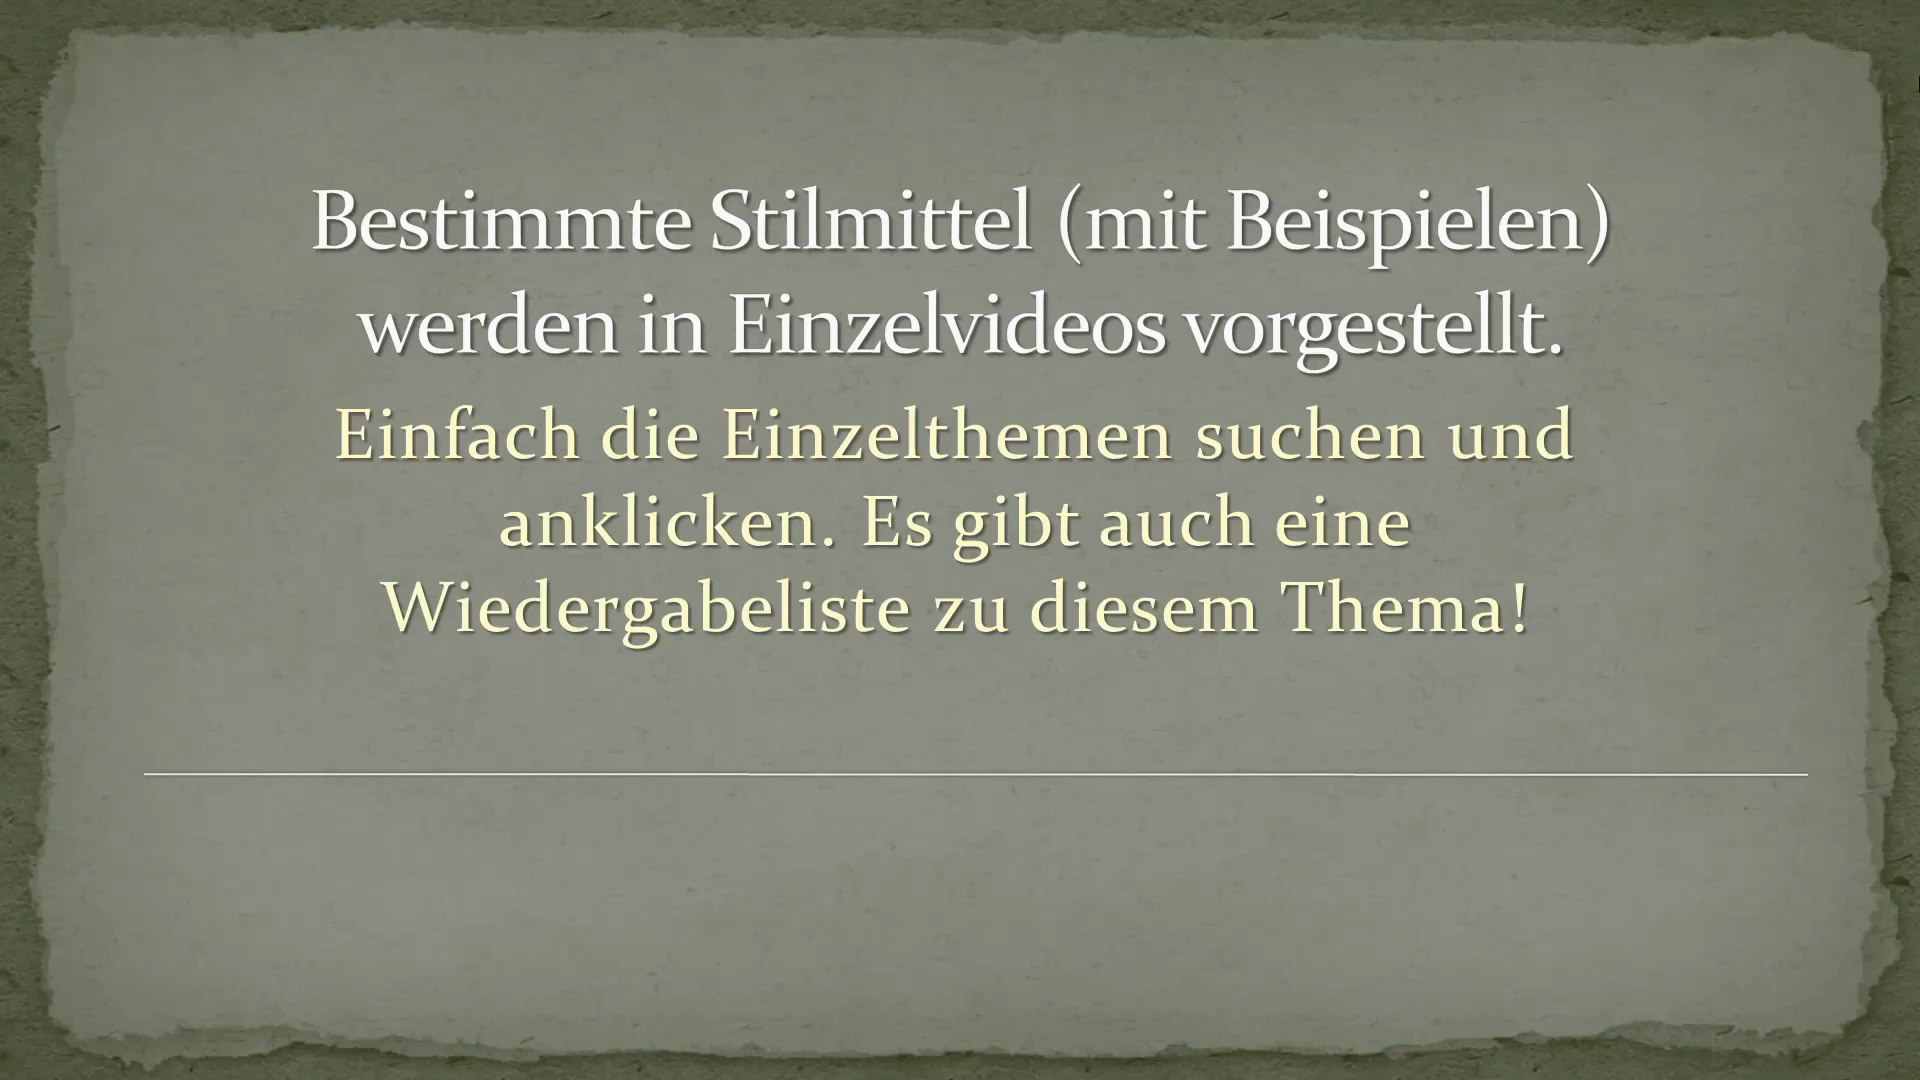 Bestimmte Stilmittel (mit Beispielen)
werden in Einzelvideos vorgestellt.
Einfach die Einzelthemen suchen und
anklicken. Es gibt auch eine
Wiedergabeliste zu diesem Thema!